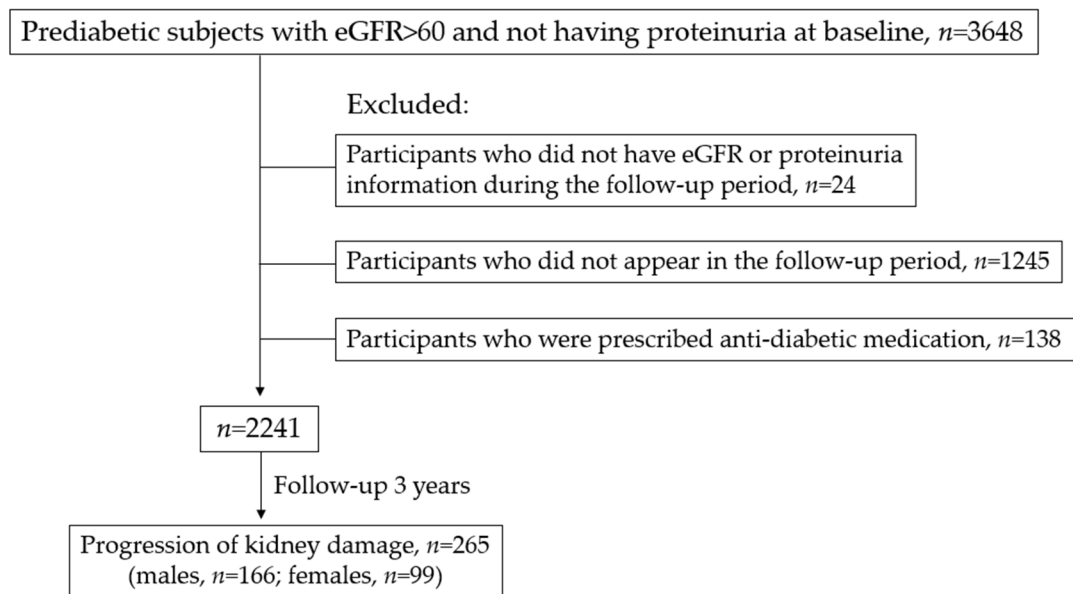 Prediabetic subjects with eGFR>60 and not having proteinuria at baseline, n=3648
Excluded:
Participants who did not have eGFR or proteinuria
information during the follow-up period, n=24
Participants who did not appear in the follow-up period, n=1245
Participants who were prescribed anti-diabetic medication, n=138
n=2241
Follow-up 3 years
Progression of kidney damage, n=265
(males, n=166; females, n=99)